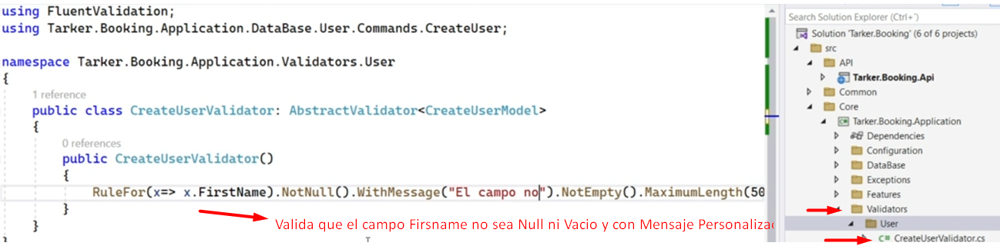 using FluentValidation;
using Tarker.Booking.Application.DataBase.User.Commands.CreateUser;
namespace Tarker.Booking.Application.Validators.User
{
1 reference
public class CreateUserValidator: AbstractValidator<CreateUserModel>
{
0 references
public CreateUserValidator()
{
RuleFor(x=> x.FirstName).NotNull().WithMessage("El campo no").NotEmpty().MaximumLength(50
}
}
}
Valida que el campo Firsname no sea Null ni Vacio y con Mensaje Personaliza
Search Solution Explorer (Ctrl+¨)
Solution 'Tarker.Booking' (6 of 6 projects)
src
API
Tarker.Booking.Api
Common
Core
Tarker.Booking.Application
Dependencies
Configuration
DataBase
Exceptions
Features
Validators
User
C# CreateUserValidator.cs